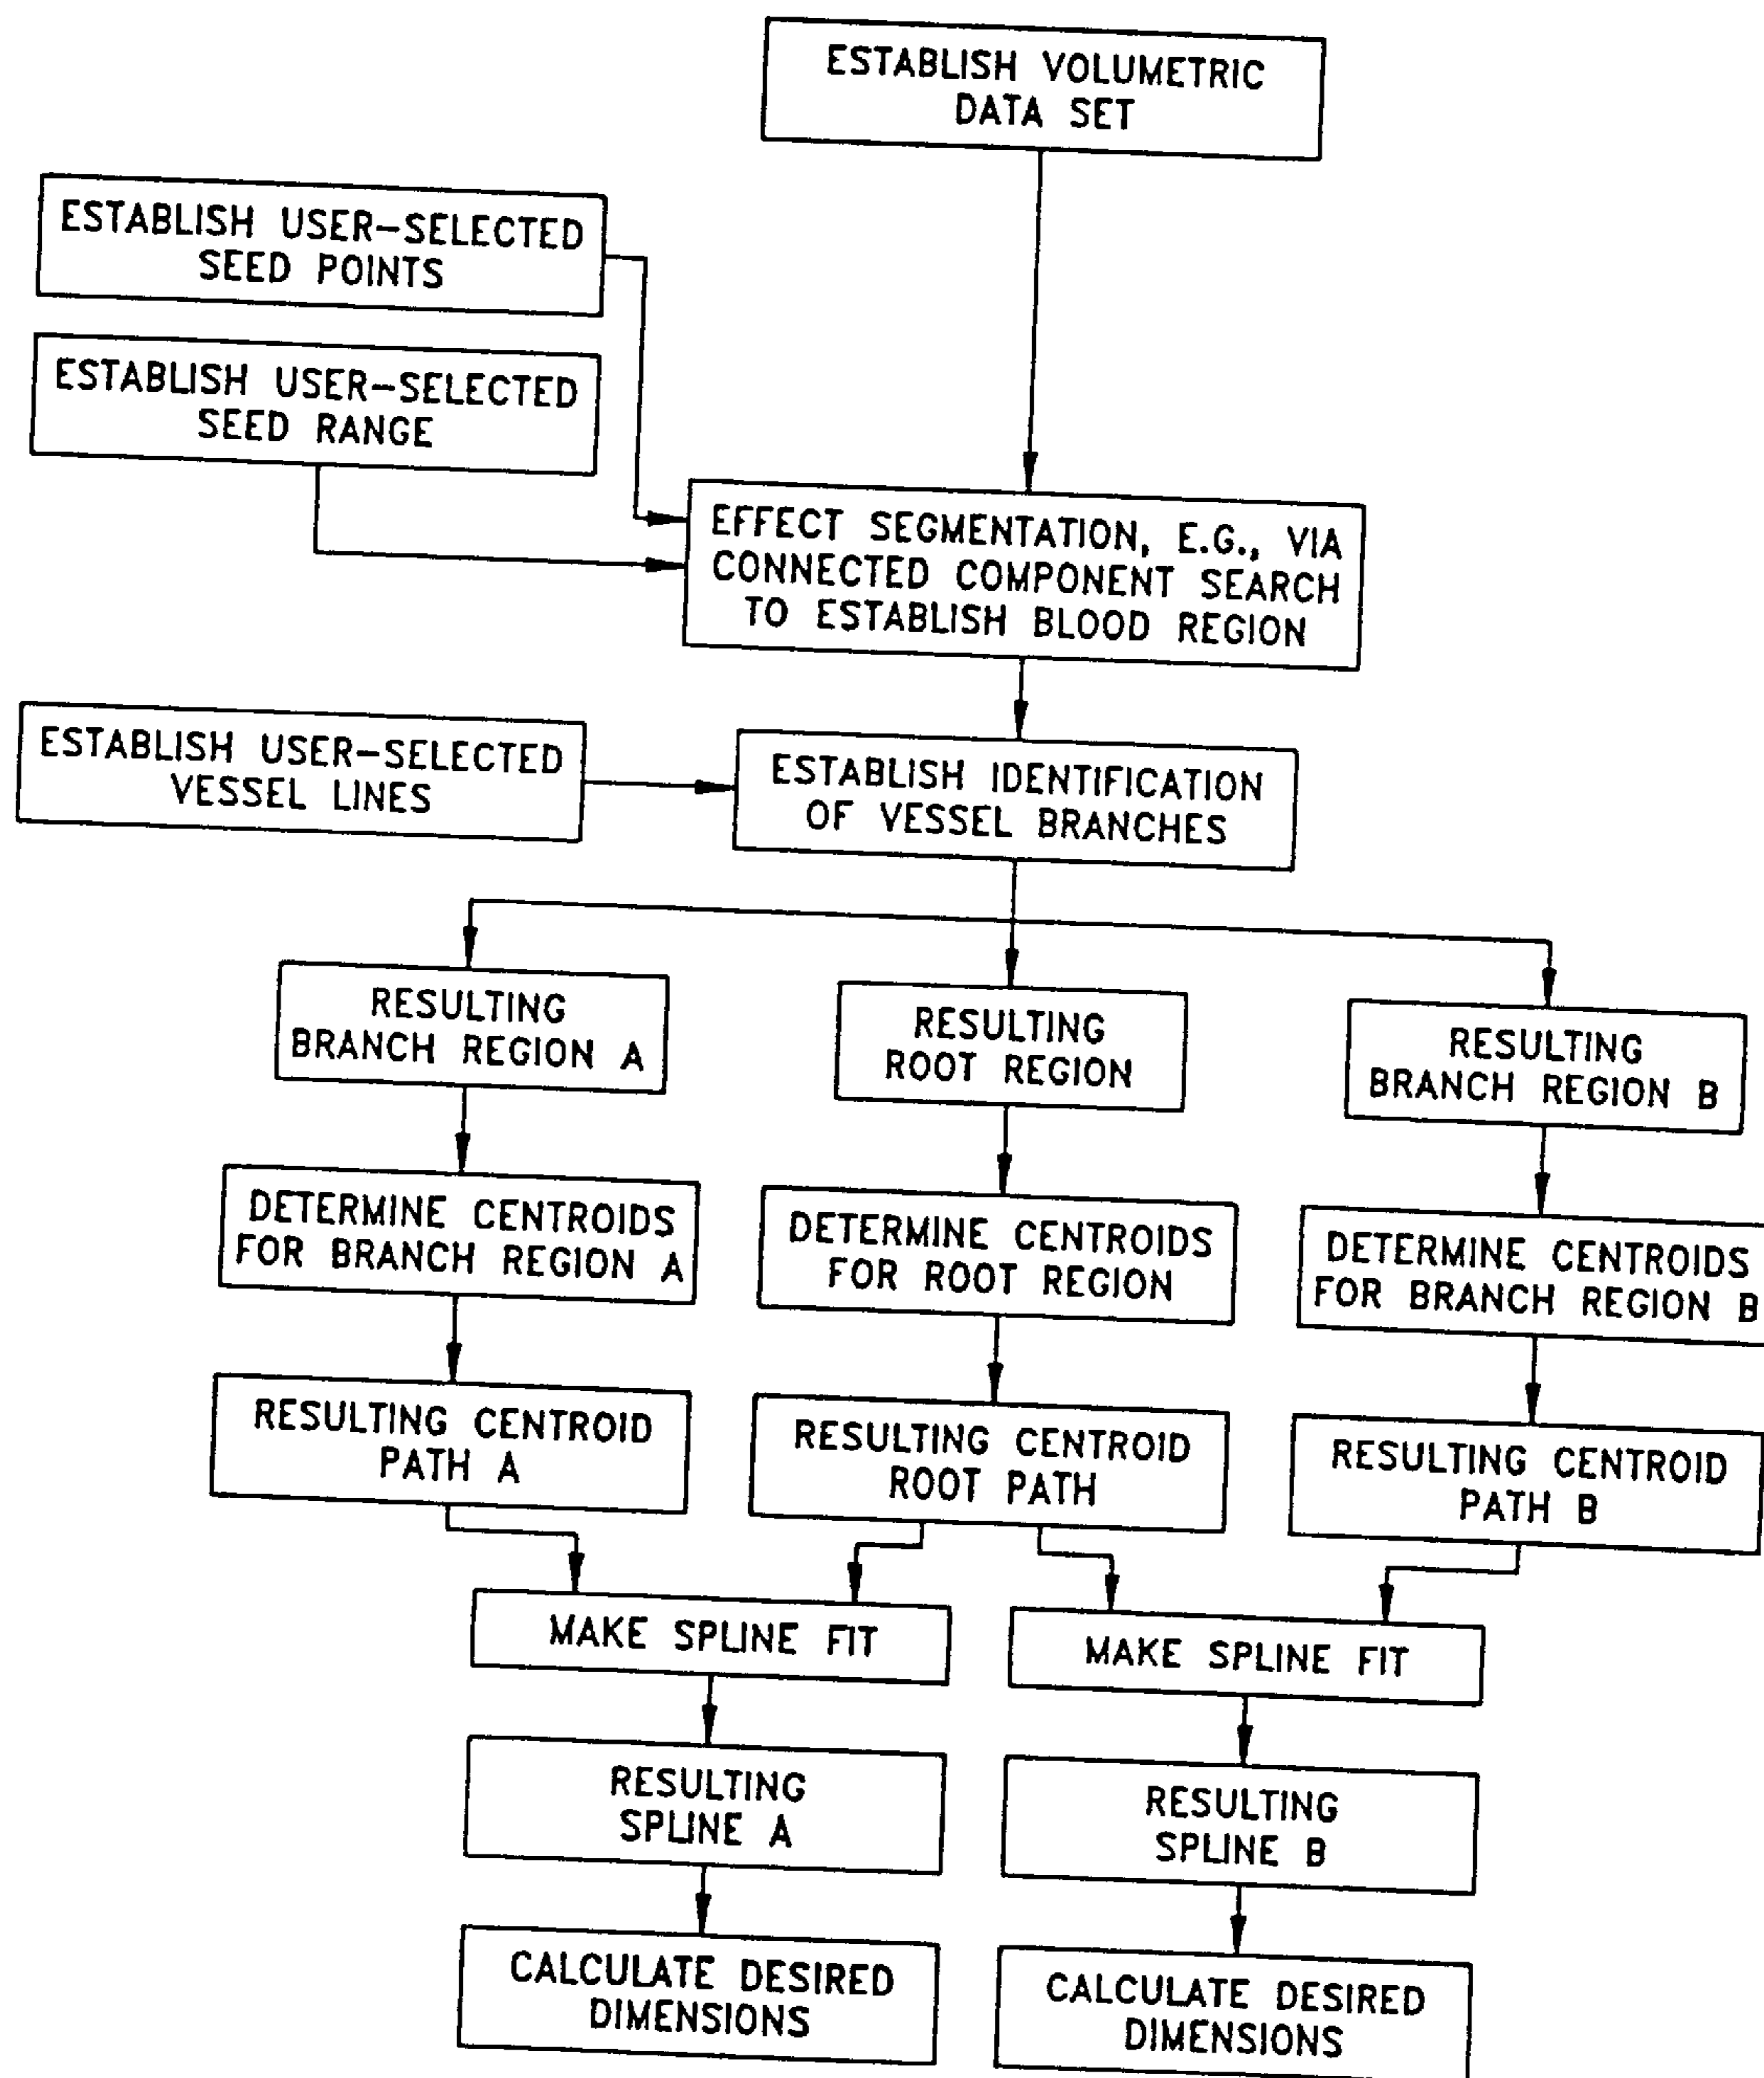 ESTABLISH VOLUMETRIC
DATA SET
ESTABLISH USER-SELECTED
SEED POINTS
ESTABLISH USER-SELECTED
SEED RANGE
EFFECT SEGMENTATION, E.G., VIA
CONNECTED COMPONENT SEARCH
TO ESTABLISH BLOOD REGION
ESTABLISH USER-SELECTED
VESSEL LINES
ESTABLISH IDENTIFICATION
OF VESSEL BRANCHES
RESULTING
BRANCH REGION A
RESULTING
ROOT REGION
RESULTING
BRANCH REGION B
DETERMINE CENTROIDS
FOR BRANCH REGION A
DETERMINE CENTROIDS
FOR ROOT REGION
DETERMINE CENTROIDS
FOR BRANCH REGION B
RESULTING CENTROID
PATH A
RESULTING CENTROID
ROOT PATH
RESULTING CENTROID
PATH B
MAKE SPLINE FIT
MAKE SPLINE FIT
RESULTING
SPLINE A
RESULTING
SPLINE B
CALCULATE DESIRED
DIMENSIONS
CALCULATE DESIRED
DIMENSIONS